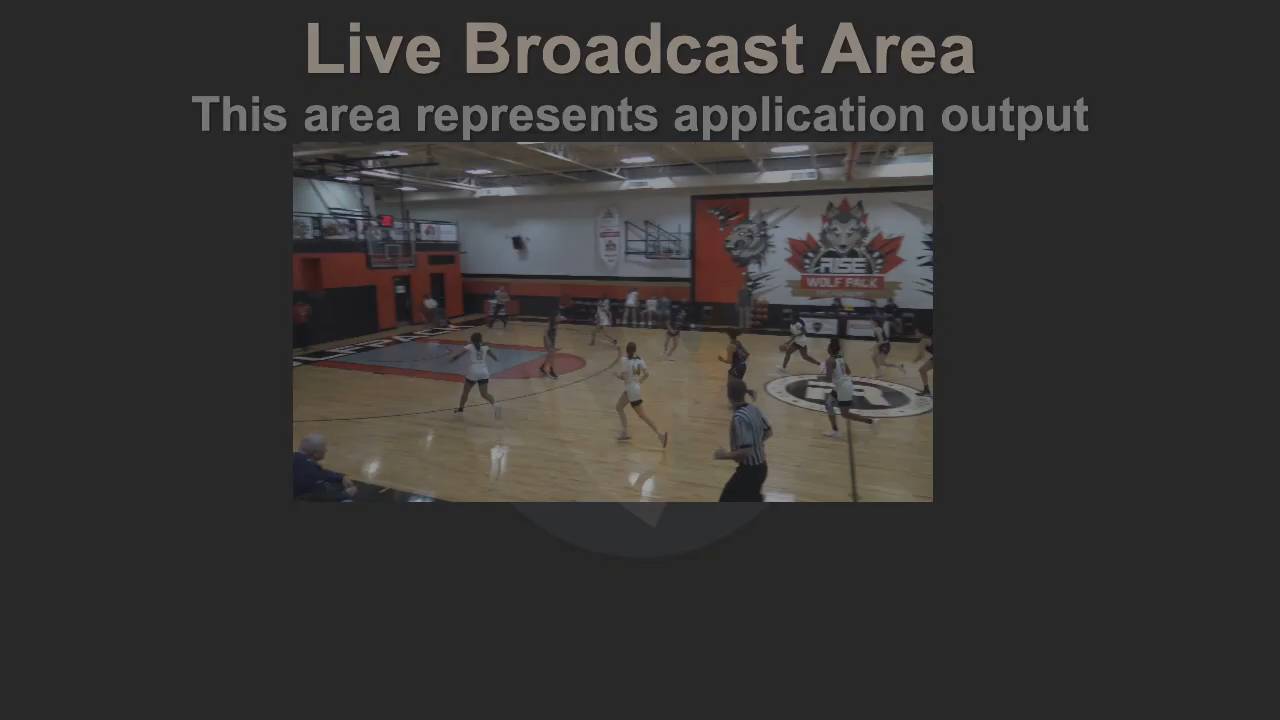 Live Broadcast Area
This area represents application output
RISE
WOLF PACK